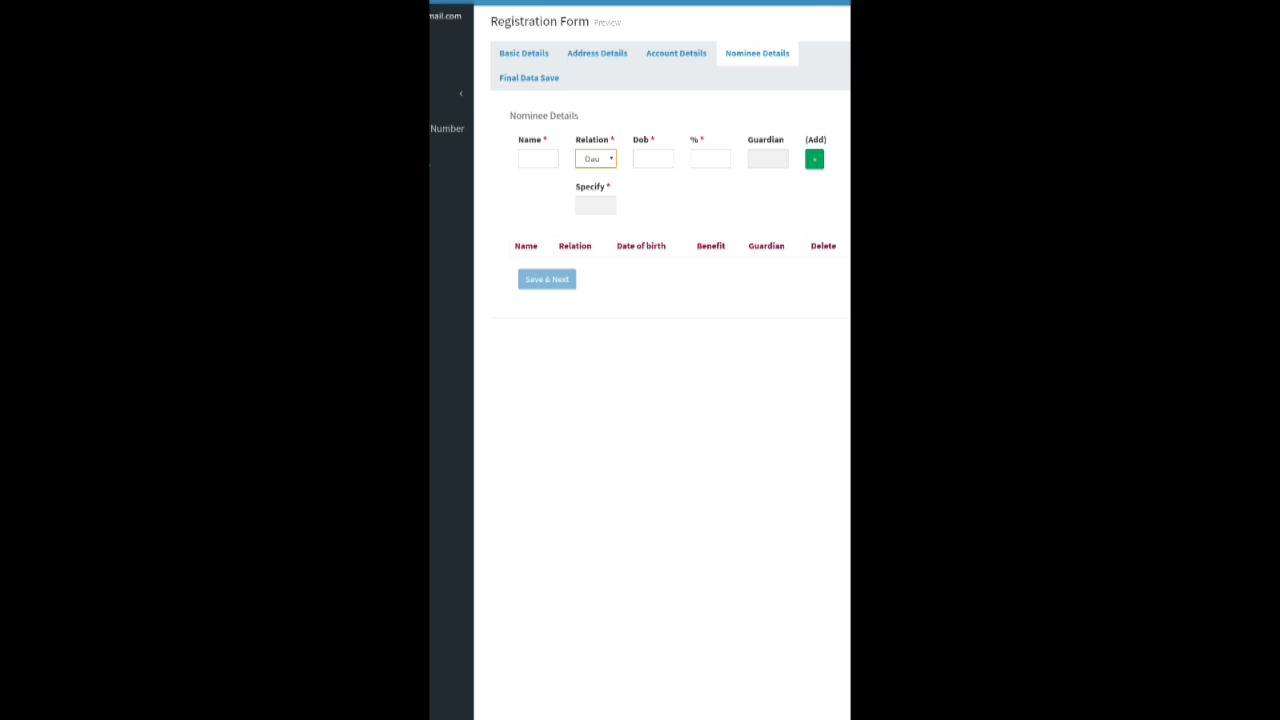 mail.com
Registration Form Preview
Basic Details Address Details Account Details Nominee Details
Final Data Save
Number
Nominee Details
Name * Relation * Dob * % * Guardian (Add)
Dau
Specify *
Name Relation Date of birth Benefit Guardian Delete
Save & Next